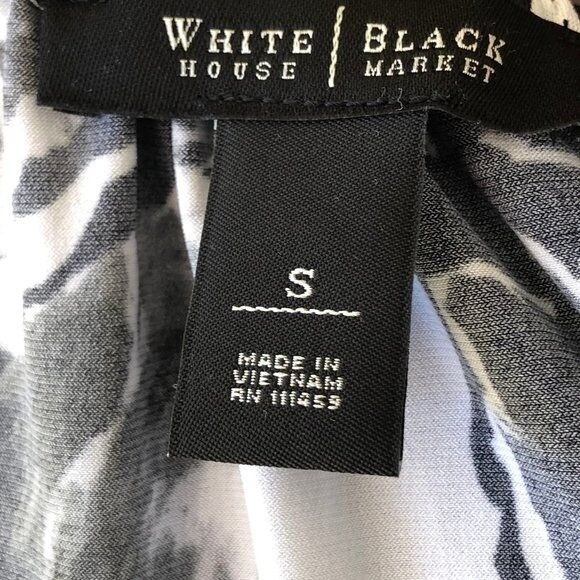 WHITE | BLACK
HOUSE | MARKET
S
MADE IN
VIETNAM
RN 111459